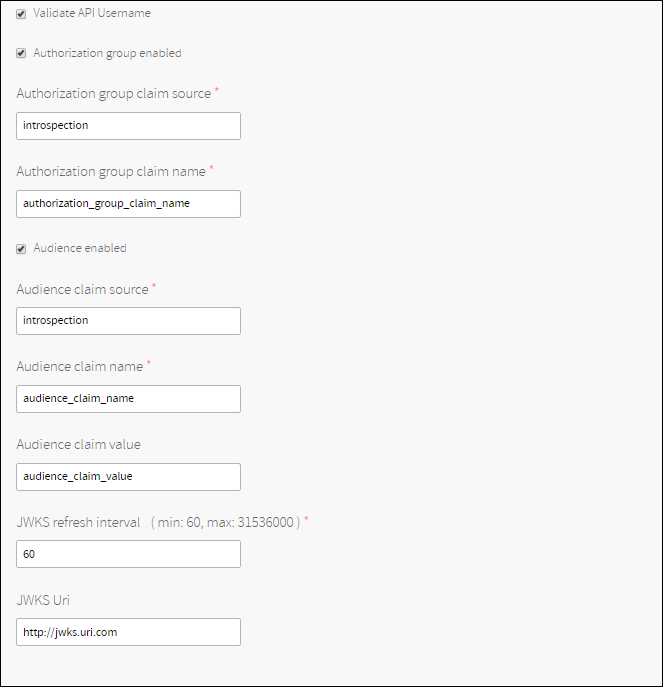 Validate API Username
Authorization group enabled
Authorization group claim source *
introspection
Authorization group claim name *
authorization_group_claim_name
Audience enabled
Audience claim source *
introspection
Audience claim name *
audience_claim_name
Audience claim value
audience_claim_value
JWKS refresh interval ( min: 60, max: 31536000 ) *
60
JWKS Uri
http://jwks.uri.com